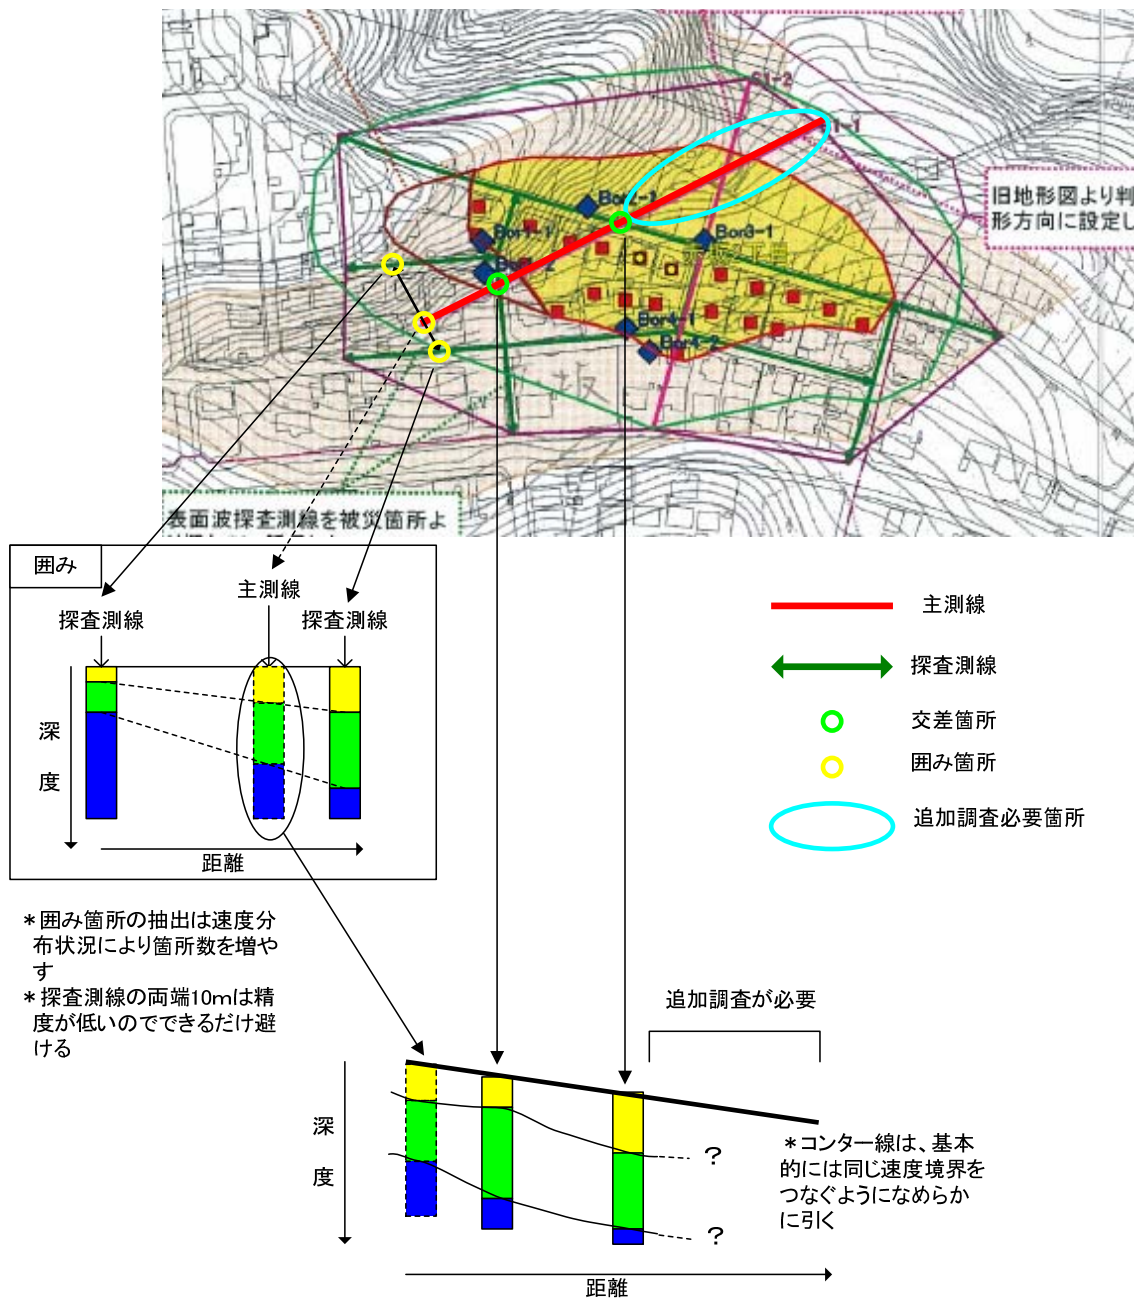 S1-2
1-1
旧地形図より判
形方向に設定し
Bor1-1
Bor3-1
Bor4-1
Bor4-2
坂
表面波探査測線を被災箇所よ
囲み
主測線
探査測線
探査測線
深
度
距離
主測線
探査測線
交差箇所
囲み箇所
追加調査必要箇所
＊囲み箇所の抽出は速度分
布状況により箇所数を増や
す
＊探査測線の両端10mは精
度が低いのでできるだけ避
ける
追加調査が必要
深
度
？
？
＊コンター線は、基本
的には同じ速度境界を
つなぐようになめらか
に引く
距離